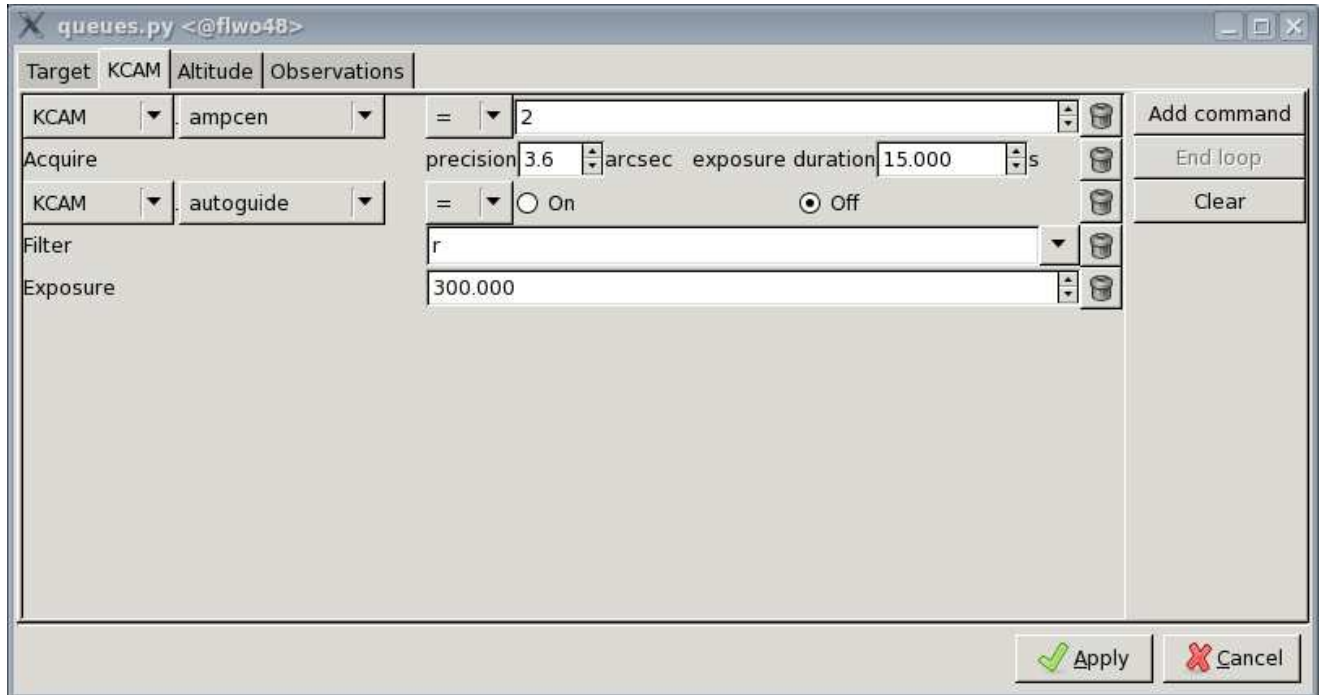 queues.py <@flwo48>
Target KCAM Altitude Observations
KCAM . ampcen = 2 Add command
Acquire precision 3.6 arcsec exposure duration 15.000 s End loop
KCAM . autoguide = On Off Clear
Filter r
Exposure 300.000
Apply Cancel